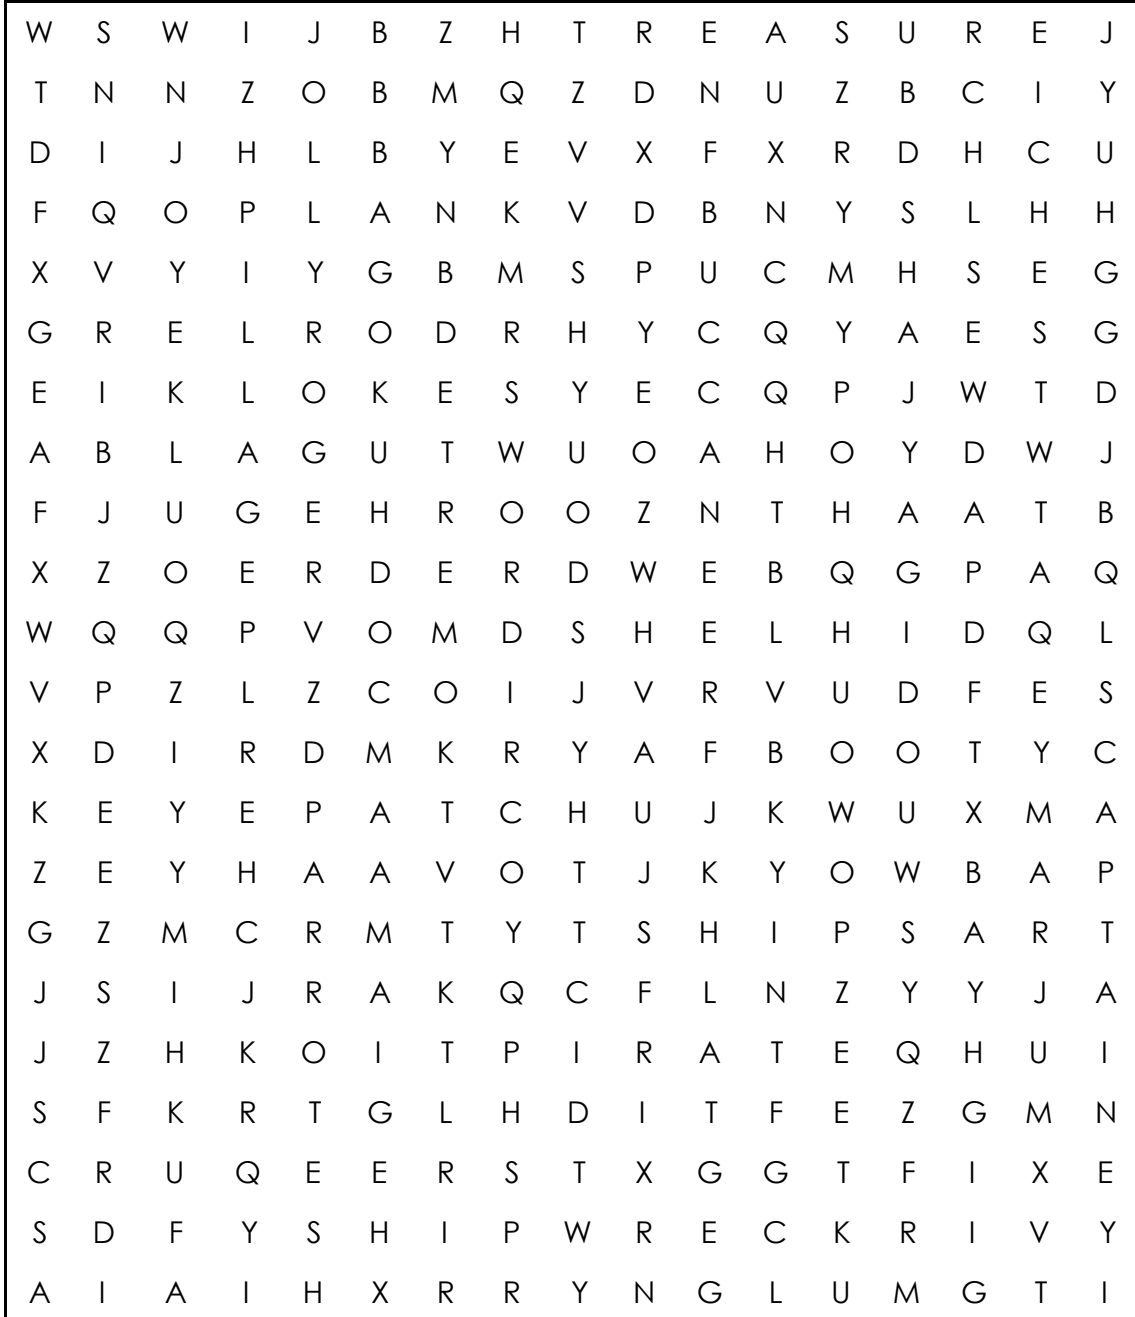 W S W I J B Z H T R E A S U R E J
T N N Z O B M Q Z D N U Z B C I Y
D I J H L B Y E V X F X R D H C U
F Q O P L A N K V D B N Y S L H H
X V Y I Y G B M S P U C M H S E G
G R E L R O D R H Y C Q Y A E S G
E I K L O K E S Y E C Q P J W T D
A B L A G U T W U O A H O Y D W J
F J U G E H R O O Z N T H A A T B
X Z O E R D E R D W E B Q G P A Q
W Q Q P V O M D S H E L H I D Q L
V P Z L Z C O I J V R V U D F E S
X D I R D M K R Y A F B O O T Y C
K E Y E P A T C H U J K W U X M A
Z E Y H A A V O T J K Y O W B A P
G Z M C R M T Y T S H I P S A R T
J S I J R A K Q C F L N Z Y Y J A
J Z H K O I T P I R A T E Q H U I
S F K R T G L H D I T F E Z G M N
C R U Q E E R S T X G G T F I X E
S D F Y S H I P W R E C K R I V Y
A I A I H X R R Y N G L U M G T I